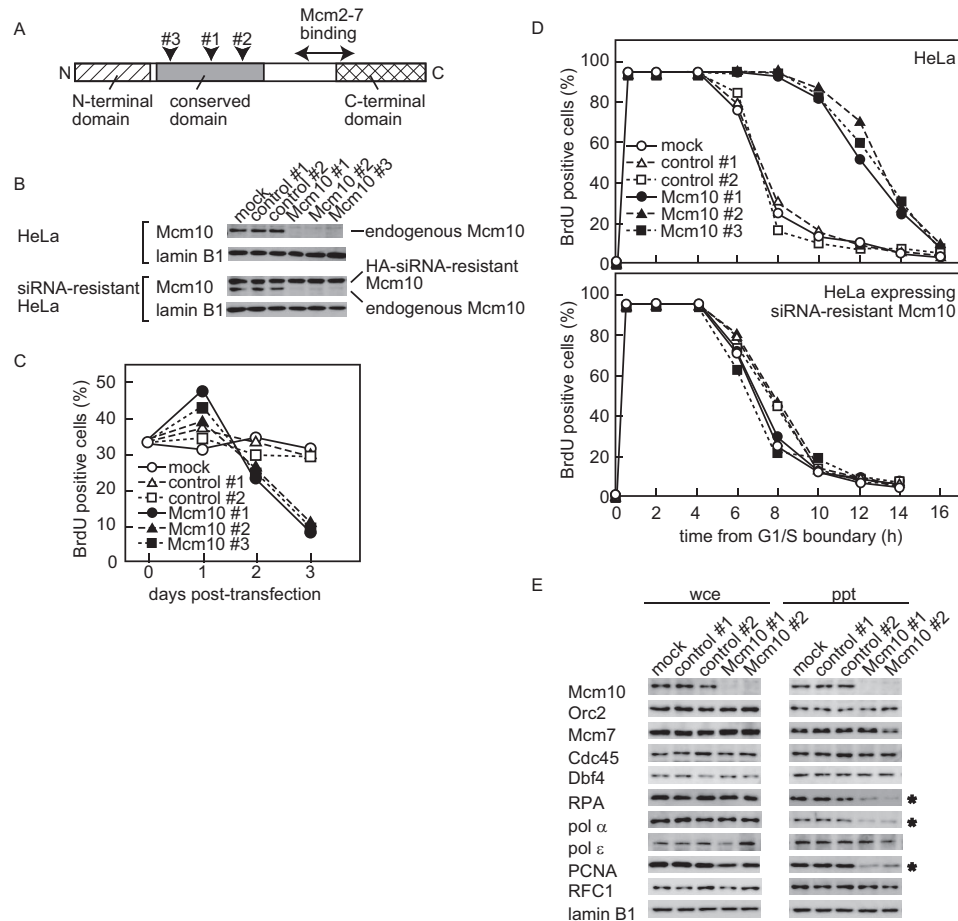 A
#3
#1
#2
Mcm2-7
binding
N
C
N-terminal
domain
conserved
domain
C-terminal
domain
B
mock
control #1
control #2
Mcm10 #1
Mcm10 #2
Mcm10 #3
HeLa
Mcm10
endogenous Mcm10
lamin B1
siRNA-resistant
HeLa
Mcm10
HA-siRNA-resistant
Mcm10
lamin B1
endogenous Mcm10
C
BrdU positive cells (%)
50
40
30
20
10
0
mock
control #1
control #2
Mcm10 #1
Mcm10 #2
Mcm10 #3
0 1 2 3
days post-transfection
D
HeLa
BrdU positive cells (%)
100
80
60
40
20
0
mock
control #1
control #2
Mcm10 #1
Mcm10 #2
Mcm10 #3
HeLa expressing
siRNA-resistant Mcm10
BrdU positive cells (%)
100
80
60
40
20
0
0 2 4 6 8 10 12 14 16
time from G1/S boundary (h)
E
wce
ppt
mock
control #1
control #2
Mcm10 #1
Mcm10 #2
mock
control #1
control #2
Mcm10 #1
Mcm10 #2
Mcm10
Orc2
Mcm7
Cdc45
Dbf4
RPA *
pol α *
pol ε
PCNA *
RFC1
lamin B1